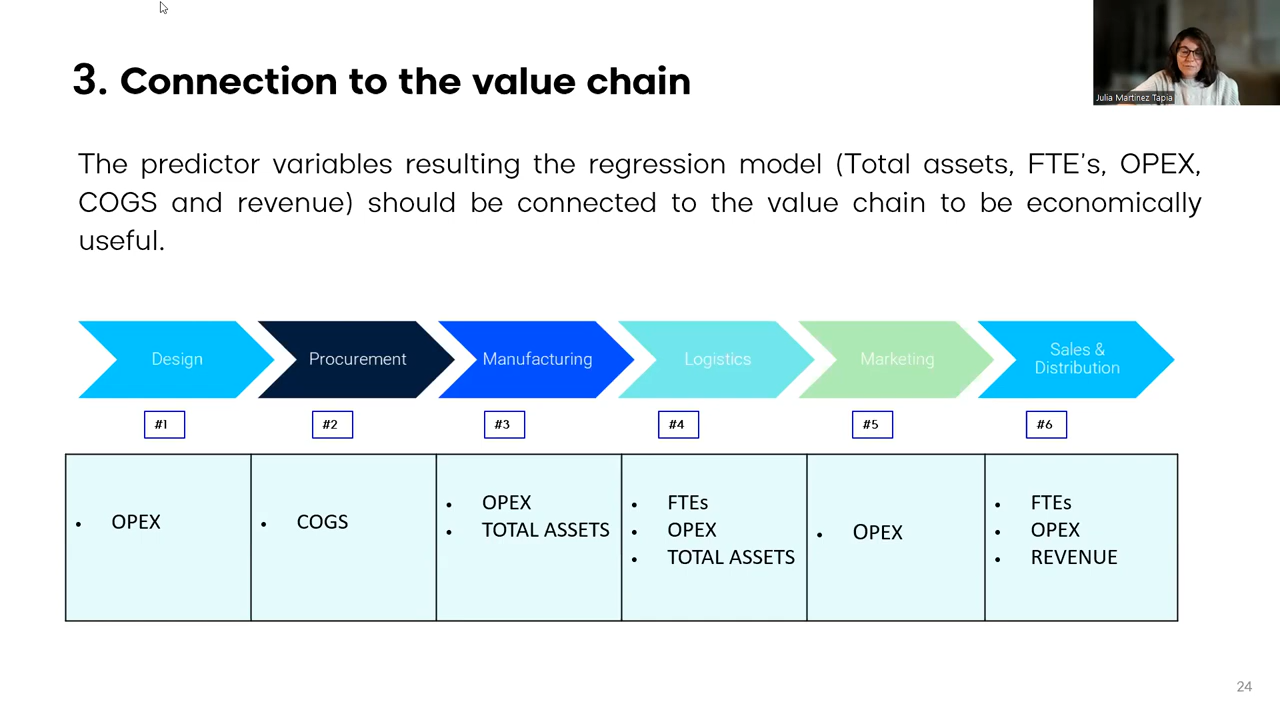 Julia Martinez Tapia
3. Connection to the value chain
The predictor variables resulting the regression model (Total assets, FTE's, OPEX,
COGS and revenue) should be connected to the value chain to be economically
useful.
Design
Procurement
Manufacturing
Logistics
Marketing
Sales &
Distribution
#1
#2
#3
#4
#5
#6
• OPEX
• COGS
• OPEX
• TOTAL ASSETS
• FTEs
• OPEX
• TOTAL ASSETS
• OPEX
• FTEs
• OPEX
• REVENUE
24